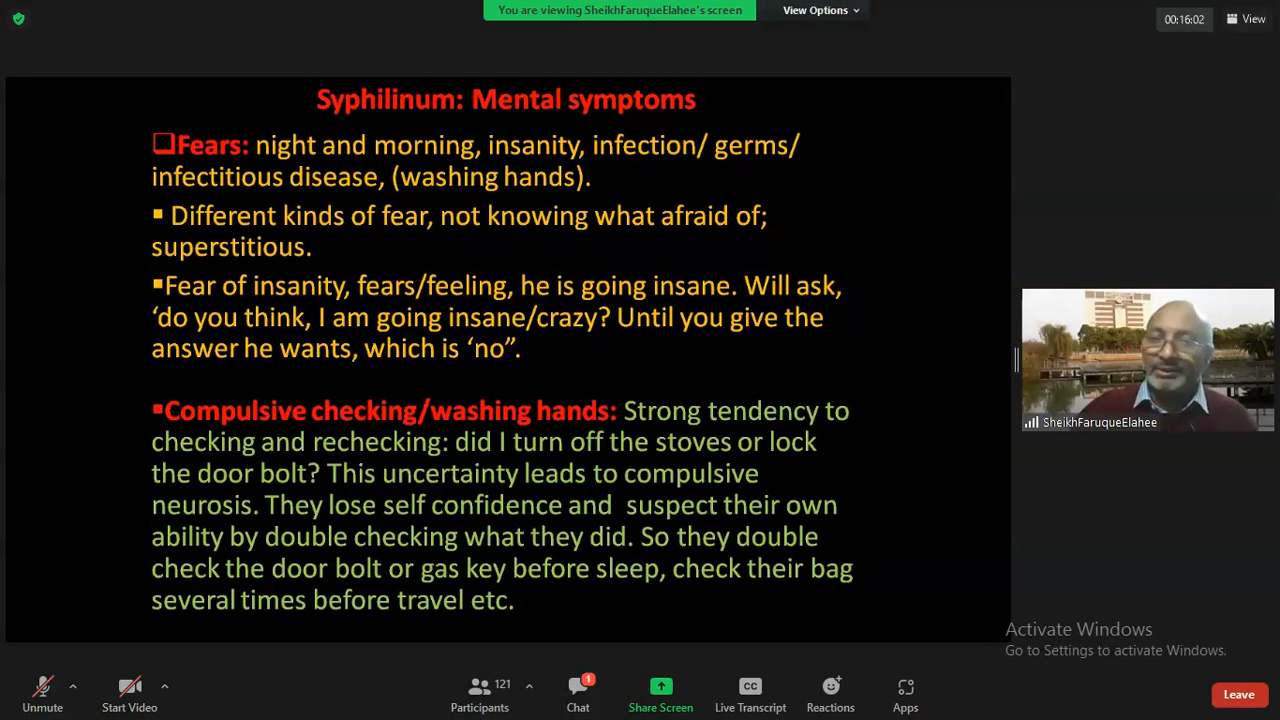 You are viewing SheikhFaruqueElahee's screen
View Options
00:16:02
View
Syphilinum: Mental symptoms
❑Fears: night and morning, insanity, infection/ germs/
infectitious disease, (washing hands).
▪ Different kinds of fear, not knowing what afraid of;
superstitious.
▪Fear of insanity, fears/feeling, he is going insane. Will ask,
‘do you think, I am going insane/crazy? Until you give the
answer he wants, which is ‘no”.
▪Compulsive checking/washing hands: Strong tendency to
checking and rechecking: did I turn off the stoves or lock
the door bolt? This uncertainty leads to compulsive
neurosis. They lose self confidence and suspect their own
ability by double checking what they did. So they double
check the door bolt or gas key before sleep, check their bag
several times before travel etc.
SheikhFaruqueElahee
Activate Windows
Go to Settings to activate Windows.
Unmute
Start Video
121
Participants
1
Chat
Share Screen
CC
Live Transcript
Reactions
Apps
Leave